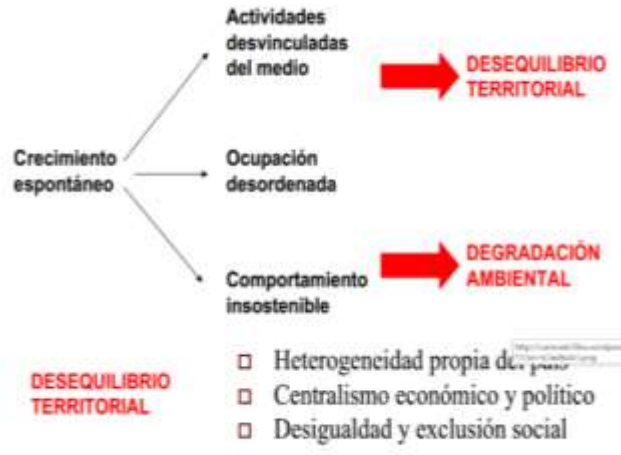 Actividades
desvinculadas
del medio
DESEQUILIBRIO
TERRITORIAL
Crecimiento
espontáneo
Ocupación
desordenada
Comportamiento
insostenible
DEGRADACIÓN
AMBIENTAL
DESEQUILIBRIO
TERRITORIAL
Heterogeneidad propia del país
Centralismo económico y político
Desigualdad y exclusión social